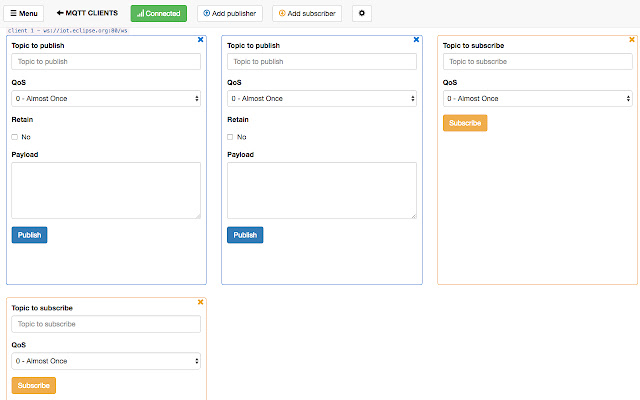 ☰ Menu
MQTT CLIENTS
Connected
Add publisher
Add subscriber
client 1 - ws://iot.eclipse.org:80/ws
Topic to publish
Topic to publish
QoS
0 - Almost Once
Retain
No
Payload
Publish
Topic to publish
Topic to publish
QoS
0 - Almost Once
Retain
No
Payload
Publish
Topic to subscribe
Topic to subscribe
QoS
0 - Almost Once
Subscribe
Topic to subscribe
Topic to subscribe
QoS
0 - Almost Once
Subscribe